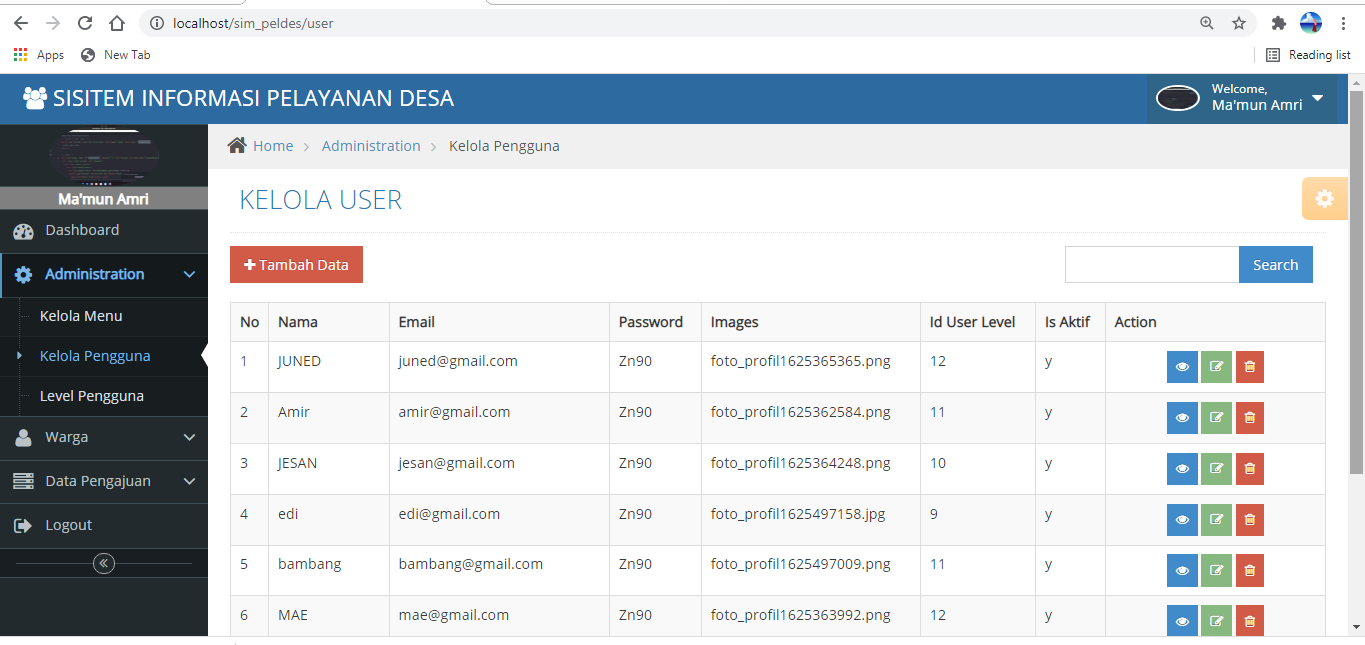 localhost/sim_peldes/user
Apps New Tab Reading list
SISITEM INFORMASI PELAYANAN DESA
Welcome,
Ma'mun Amri
Ma'mun Amri
Dashboard
Administration
Kelola Menu
Kelola Pengguna
Level Pengguna
Warga
Data Pengajuan
Logout
Home > Administration > Kelola Pengguna
KELOLA USER
Tambah Data
Search
No Nama Email Password Images Id User Level Is Aktif Action
1 JUNED juned@gmail.com Zn90 foto_profil1625365365.png 12 y
2 Amir amir@gmail.com Zn90 foto_profil1625362584.png 11 y
3 JESAN jesan@gmail.com Zn90 foto_profil1625364248.png 10 y
4 edi edi@gmail.com Zn90 foto_profil1625497158.jpg 9 y
5 bambang bambang@gmail.com Zn90 foto_profil1625497009.png 11 y
6 MAE mae@gmail.com Zn90 foto_profil1625363992.png 12 y